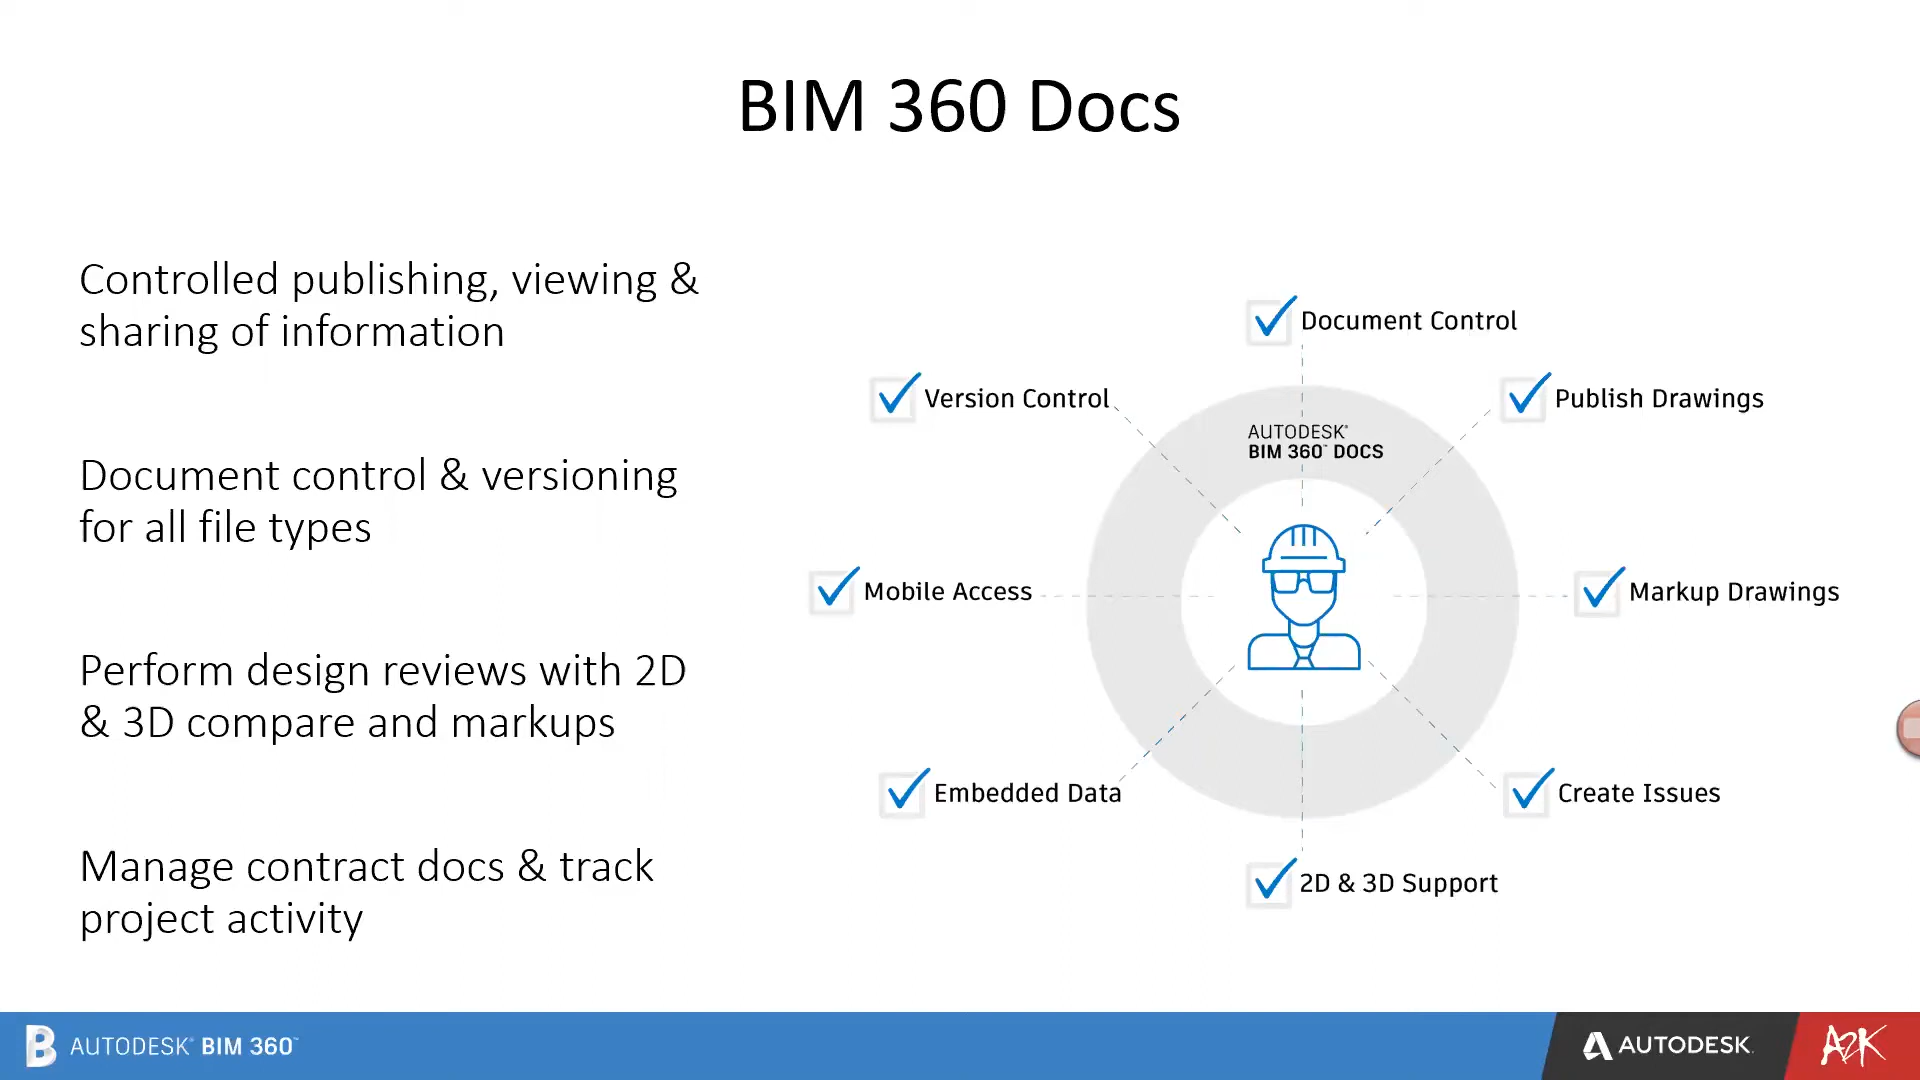 BIM 360 Docs
Controlled publishing, viewing &
sharing of information
Document control & versioning
for all file types
Perform design reviews with 2D
& 3D compare and markups
Manage contract docs & track
project activity
Document Control
Version Control
Publish Drawings
AUTODESK®
BIM 360™ DOCS
Mobile Access
Markup Drawings
Embedded Data
Create Issues
2D & 3D Support
AUTODESK® BIM 360™
AUTODESK.
A2K